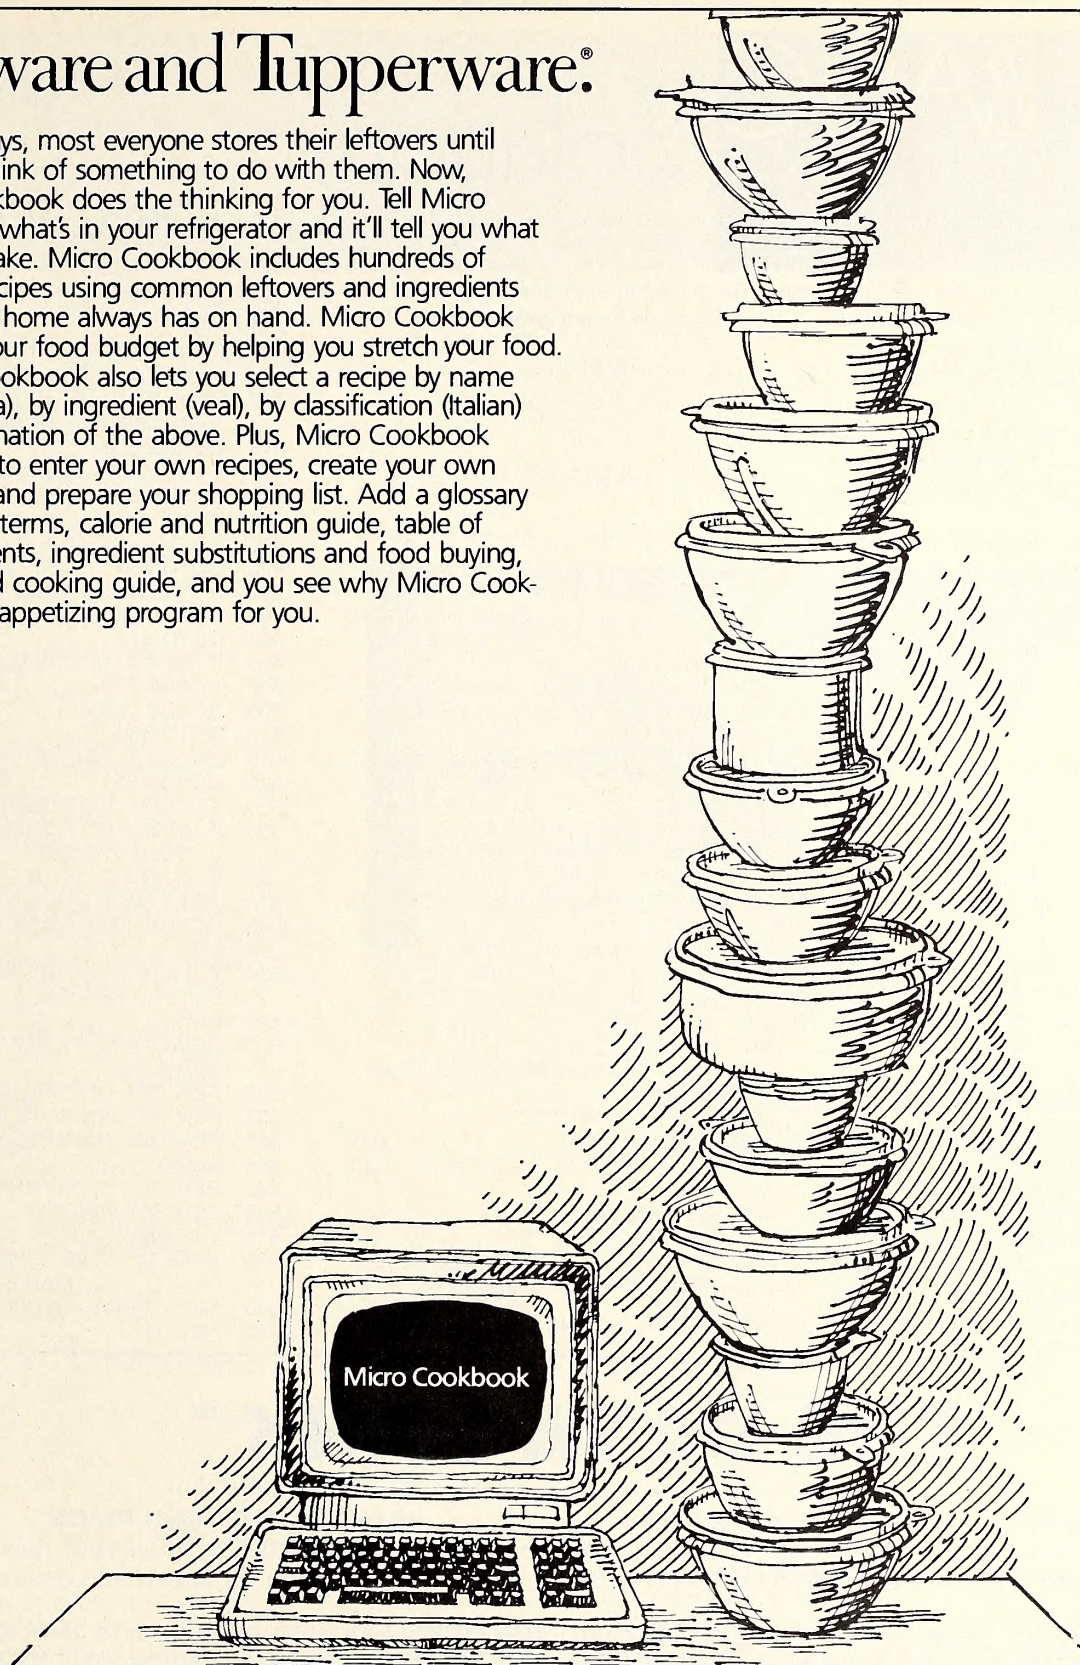 ware and Tupperware.®
ys, most everyone stores their leftovers until
ink of something to do with them. Now,
kbook does the thinking for you. Tell Micro
what's in your refrigerator and it'll tell you what
ake. Micro Cookbook includes hundreds of
cipes using common leftovers and ingredients
home always has on hand. Micro Cookbook
our food budget by helping you stretch your food.
ookbook also lets you select a recipe by name
a), by ingredient (veal), by classification (Italian)
nation of the above. Plus, Micro Cookbook
to enter your own recipes, create your own
and prepare your shopping list. Add a glossary
terms, calorie and nutrition guide, table of
ents, ingredient substitutions and food buying,
d cooking guide, and you see why Micro Cook-
appetizing program for you.
Micro Cookbook